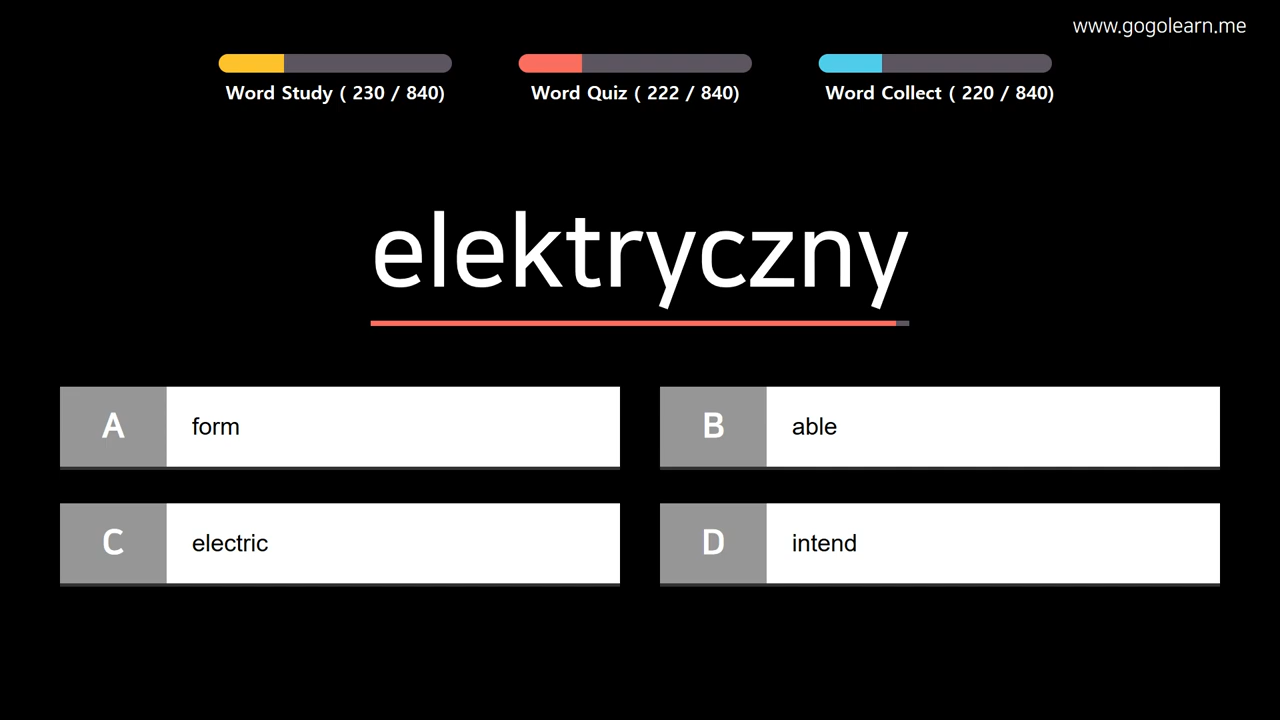 www.gogolearn.me
Word Study ( 230 / 840)
Word Quiz ( 222 / 840)
Word Collect ( 220 / 840)
elektryczny
A form
B able
C electric
D intend